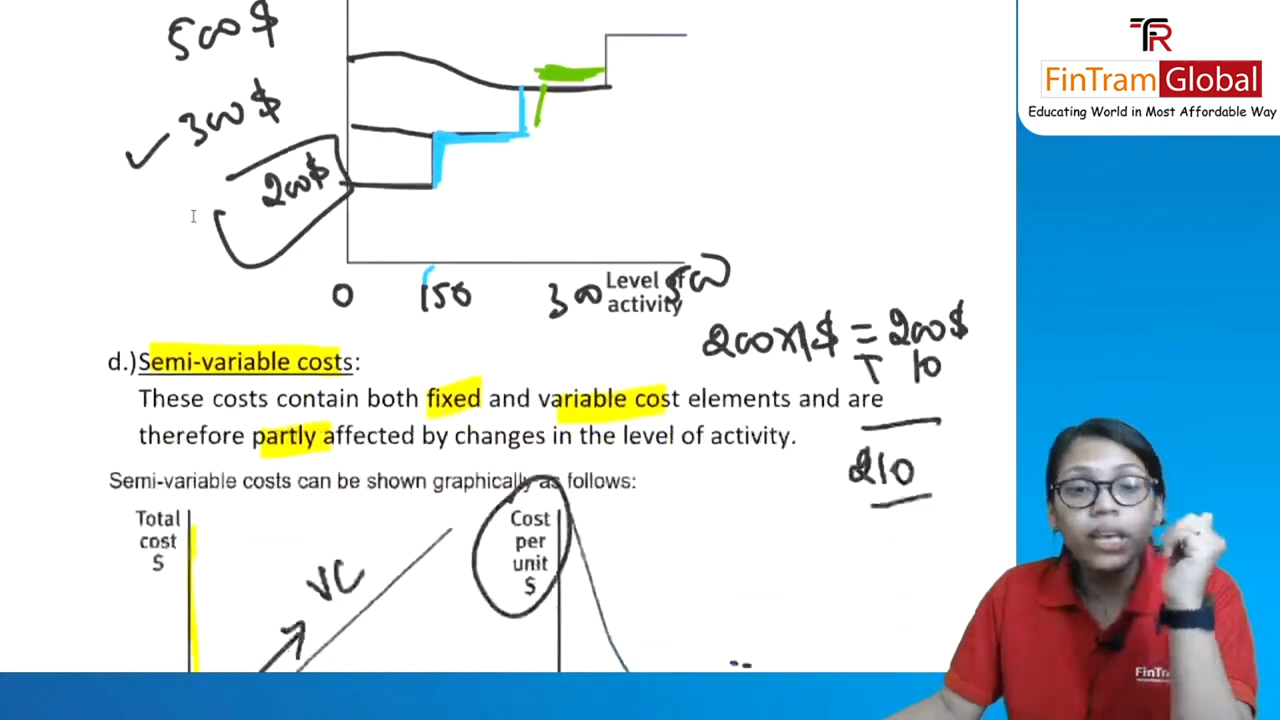 500 $
300 $
200$
0
150
300
500
Level of
activity
200x1$ = 200$
10
210
d.) Semi-variable costs:
These costs contain both fixed and variable cost elements and are
therefore partly affected by changes in the level of activity.
Semi-variable costs can be shown graphically as follows:
Total
cost
$
VC
Cost
per
unit
$
TR
FinTram Global
Educating World in Most Affordable Way